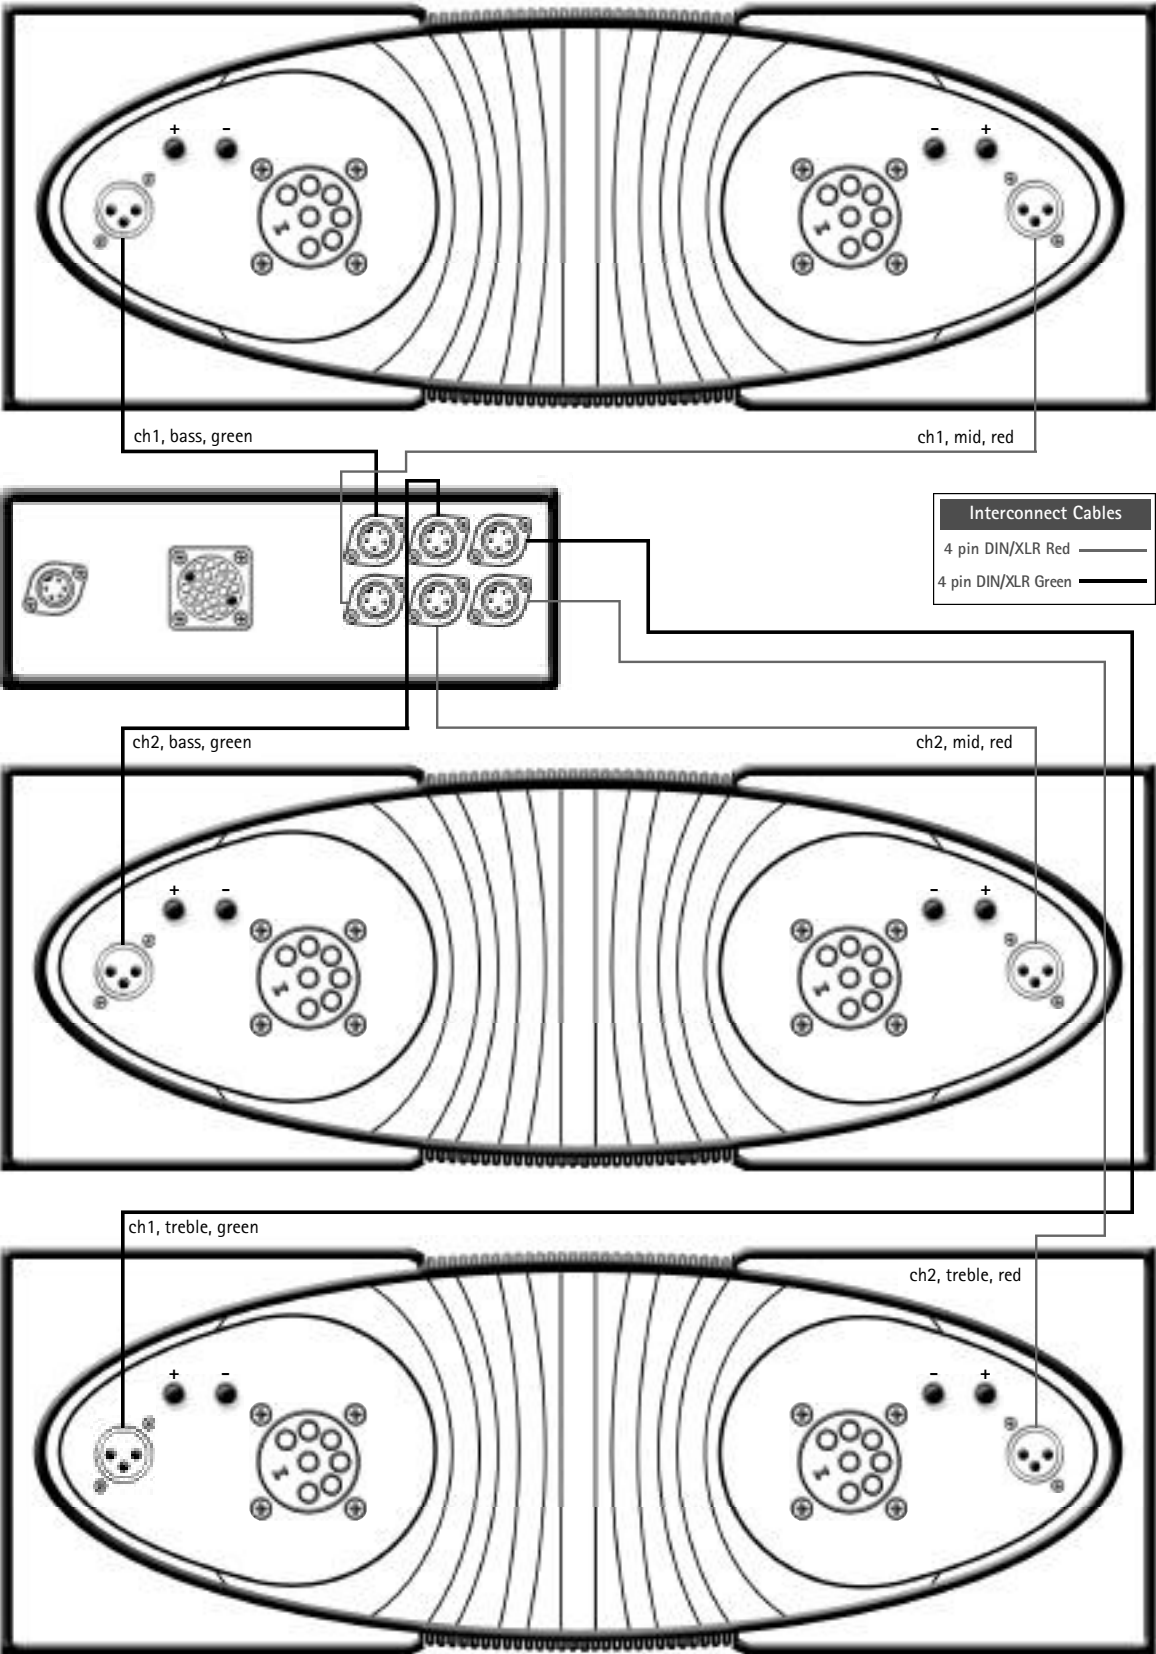 + -
- +
ch1, bass, green
ch1, mid, red
Interconnect Cables
4 pin DIN/XLR Red
4 pin DIN/XLR Green
ch2, bass, green
ch2, mid, red
+ -
- +
ch1, treble, green
ch2, treble, red
+ -
- +